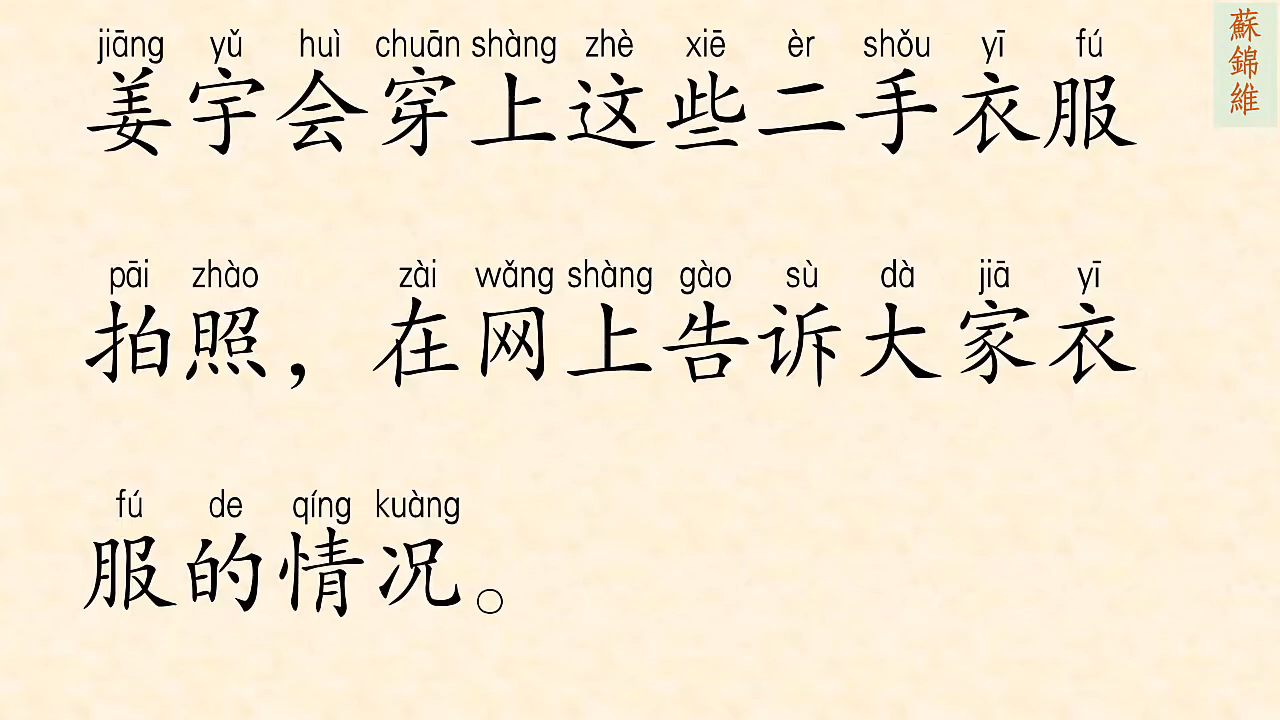 jiāng yǔ huì chuān shàng zhè xiē èr shǒu yī fú
姜宇会穿上这些二手衣服
pāi zhào zài wǎng shàng gào sù dà jiā yī
拍照，在网上告诉大家衣
fú de qíng kuàng
服的情况。
蘇錦維